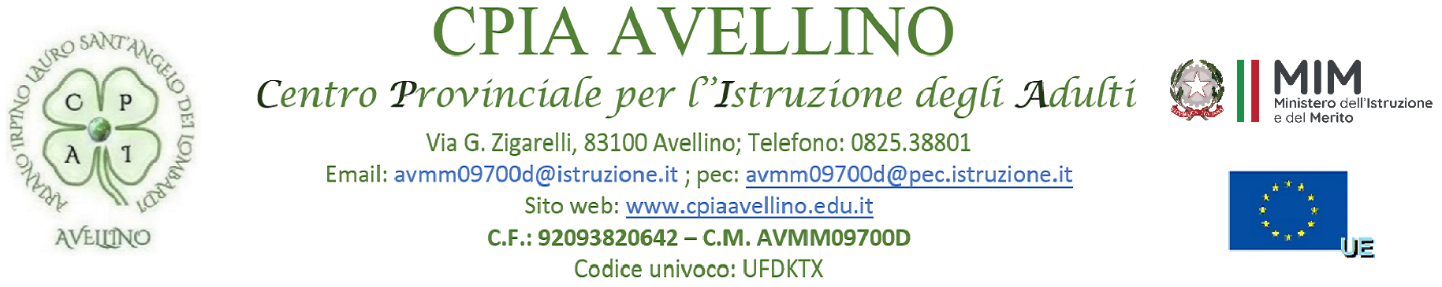 ARIANO IRPINO LAURO SANT'ANGELO DEI LOMBARDI
C P
A I
AVELLINO
CPIA AVELLINO
Centro Provinciale per l'Istruzione degli Adulti
Via G. Zigarelli, 83100 Avellino; Telefono: 0825.38801
Email: avmm09700d@istruzione.it ; pec: avmm09700d@pec.istruzione.it
Sito web: www.cpiaavellino.edu.it
C.F.: 92093820642 – C.M. AVMM09700D
Codice univoco: UFDKTX
MIM
Ministero dell'Istruzione
e del Merito
UE